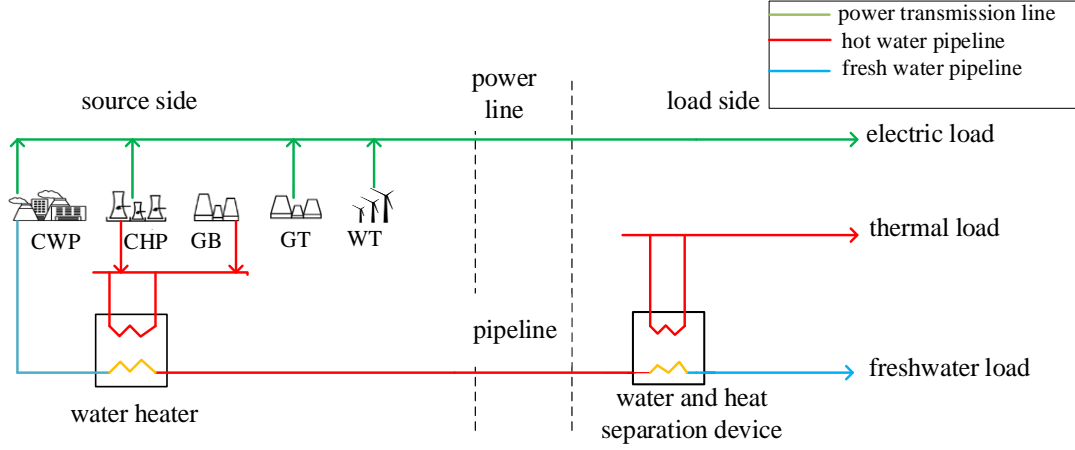 power transmission line
hot water pipeline
fresh water pipeline
source side
power
line
load side
electric load
CWP
CHP
GB
GT
WT
thermal load
pipeline
freshwater load
water heater
water and heat
separation device